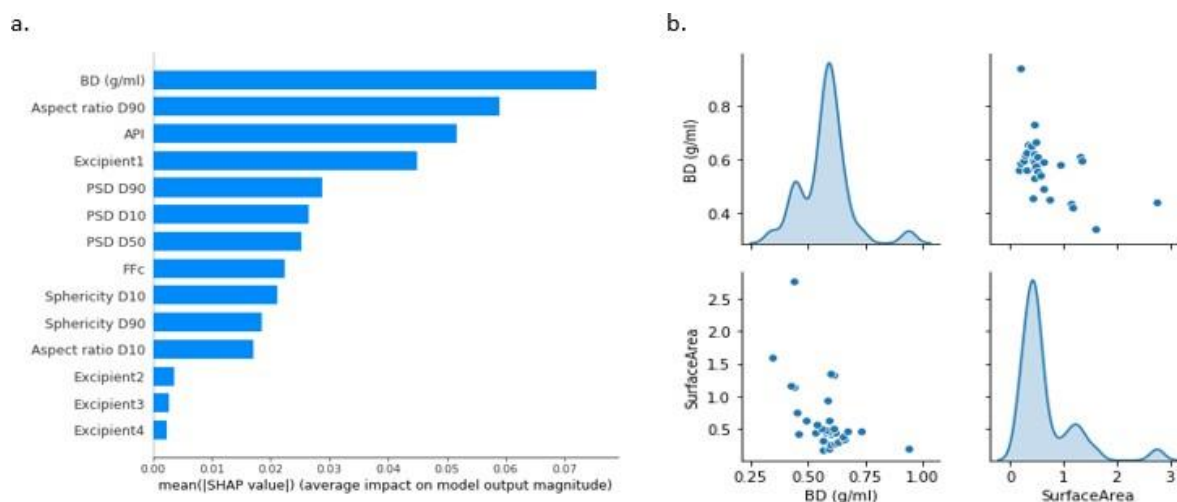 a.
BD (g/ml)
Aspect ratio D90
API
Excipient1
PSD D90
PSD D10
PSD D50
FFc
Sphericity D10
Sphericity D90
Aspect ratio D10
Excipient2
Excipient3
Excipient4
0.00 0.01 0.02 0.03 0.04 0.05 0.06 0.07
mean(|SHAP value|) (average impact on model output magnitude)
b.
BD (g/ml)
0.8
0.6
0.4
SurfaceArea
2.5
2.0
1.5
1.0
0.5
0.25 0.50 0.75 1.00
BD (g/ml)
0 1 2 3
SurfaceArea